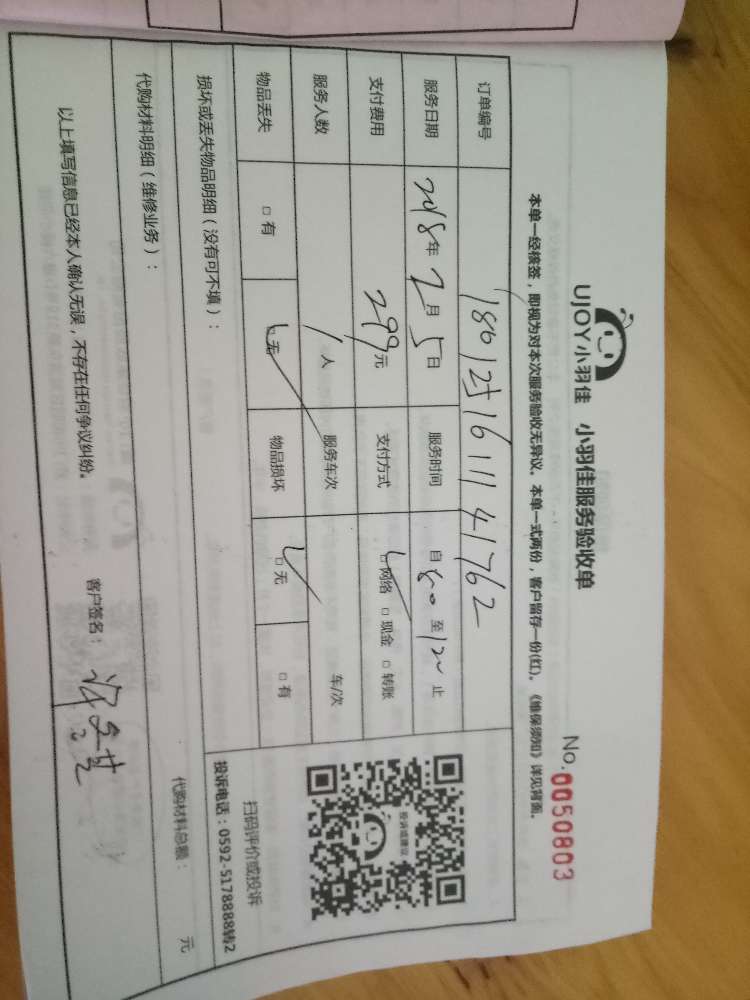 UJOY小羽佳 小羽佳服务验收单
No.0050803
本单一经核签，即视为对本次服务验收无异议。本单一式两份，客户留存一份(红)。《维保须知》详见背面。
订单编号
服务日期 2018年2月5日 服务时间 自 800 至 1200 止
支付费用 299元 支付方式 □网络 □现金 □转账
服务人数 1人 服务车次 车/次
物品丢失 □有 □无 物品损坏 □无 □有
投诉或建议
扫码评价或投诉
投诉电话：0592-5178888转2
损坏或丢失物品明细（没有可不填）：
代购材料明细（维修业务）： 代购材料总额： 元
以上填写信息已经本人确认无误，不存在任何争议纠纷。 客户签名：